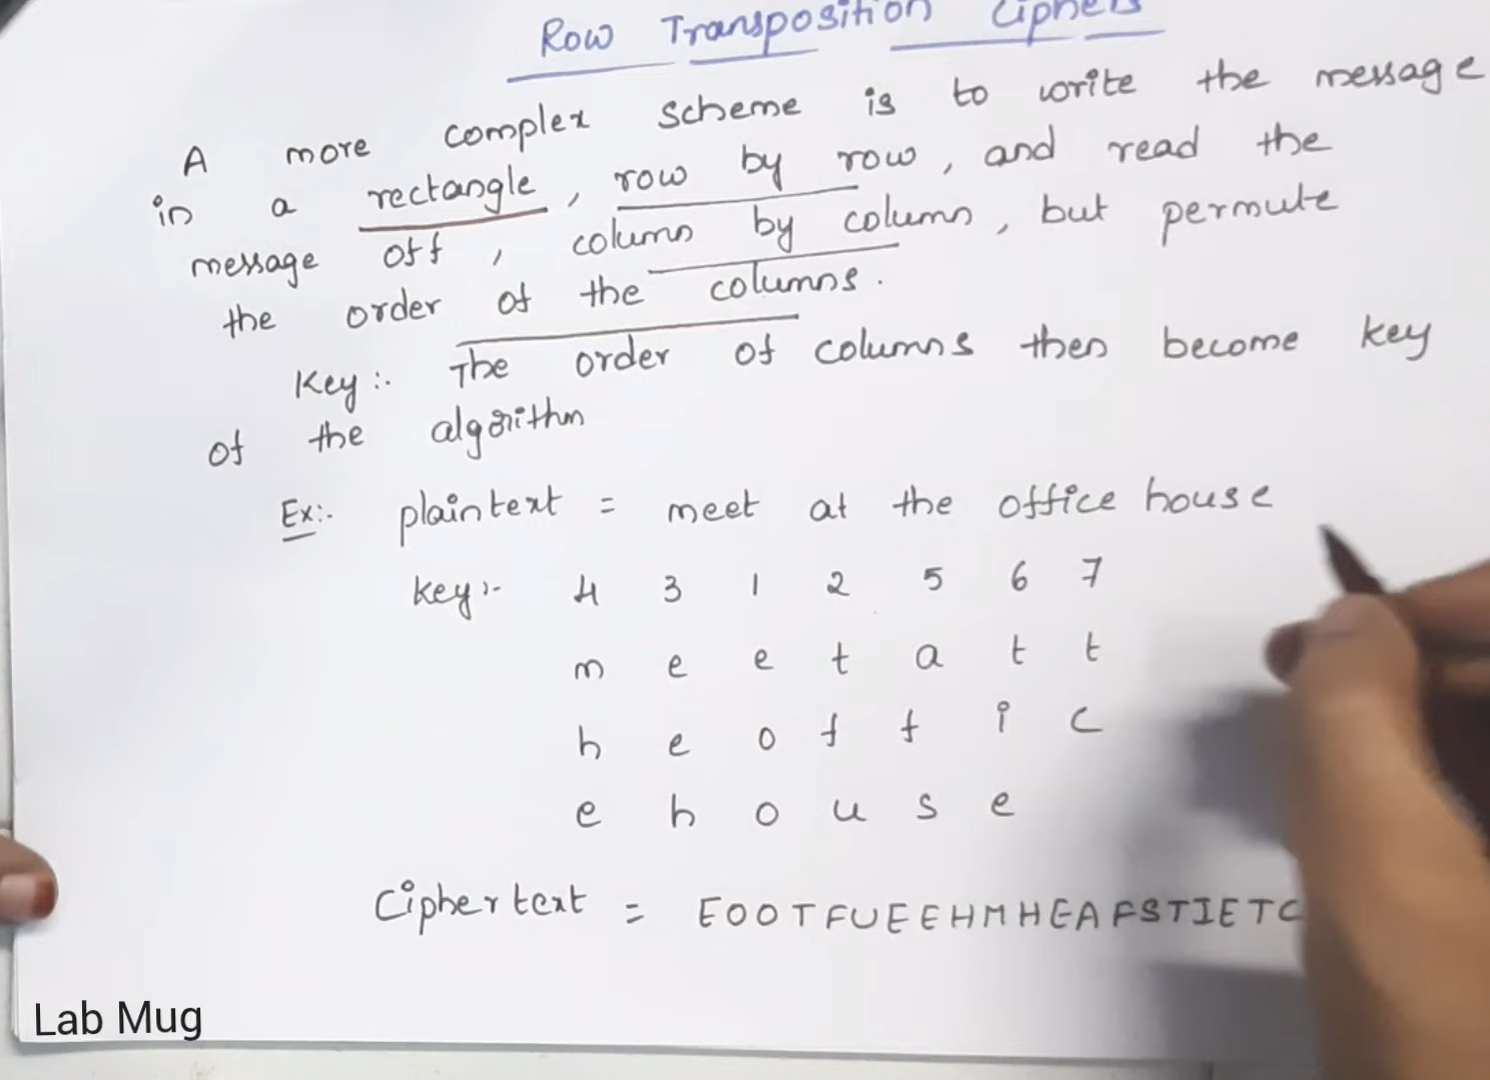 Row Transposition Ciphers
A more complex scheme is to write the message
in a rectangle, row by row, and read the
message off, column by column, but permute
the order of the columns.
Key:- The order of columns then become key
of the algorithm
Ex:- plaintext = meet at the office house
key:- 4 3 1 2 5 6 7
m e e t a t t
h e o f f i c
e h o u s e
Ciphertext = EOOTFUEEHMHEAFSTIETC
Lab Mug